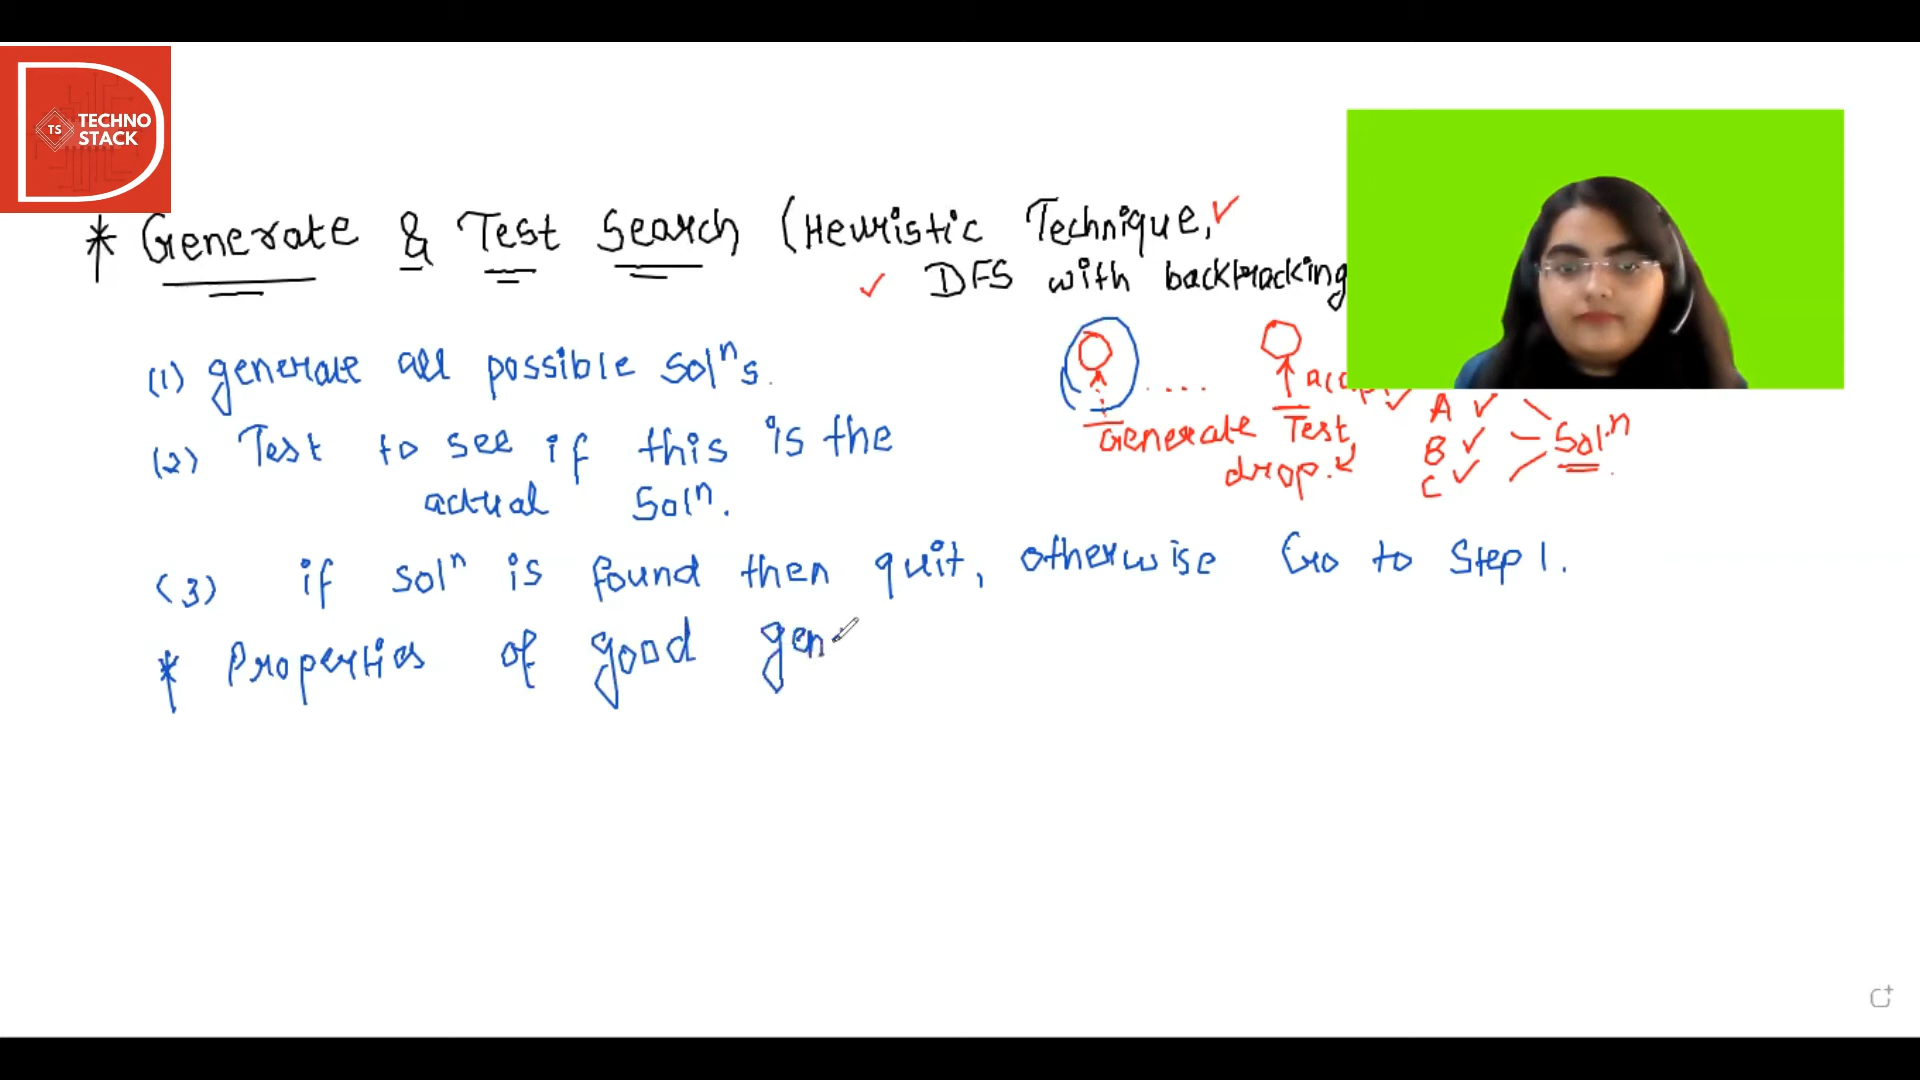 TS TECHNO
STACK
* Generate & Test Search (Heuristic Technique,✓
✓ DFS with backtracking
(1) generate all possible solⁿs.
(2) Test to see if this is the
actual Solⁿ.
Generate Test
drop.
A ✓
B ✓
C ✓
Solⁿ
(3) if solⁿ is found then quit, otherwise Go to Step 1.
* Properties of good gen